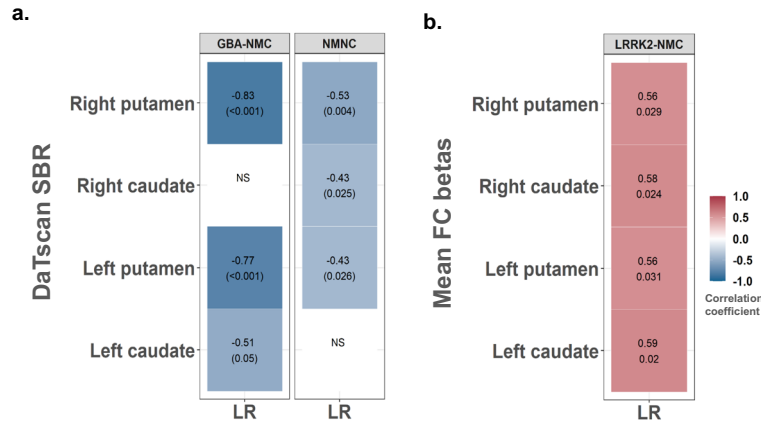 a.
GBA-NMC
NMNC
DaTscan SBR
Right putamen
-0.83
(<0.001)
-0.53
(0.004)
Right caudate
NS
-0.43
(0.025)
Left putamen
-0.77
(<0.001)
-0.43
(0.026)
Left caudate
-0.51
(0.05)
NS
LR
LR
b.
LRRK2-NMC
Mean FC betas
Right putamen
0.56
0.029
Right caudate
0.58
0.024
Left putamen
0.56
0.031
Left caudate
0.59
0.02
LR
1.0
0.5
0.0
-0.5
-1.0
Correlation
coefficient